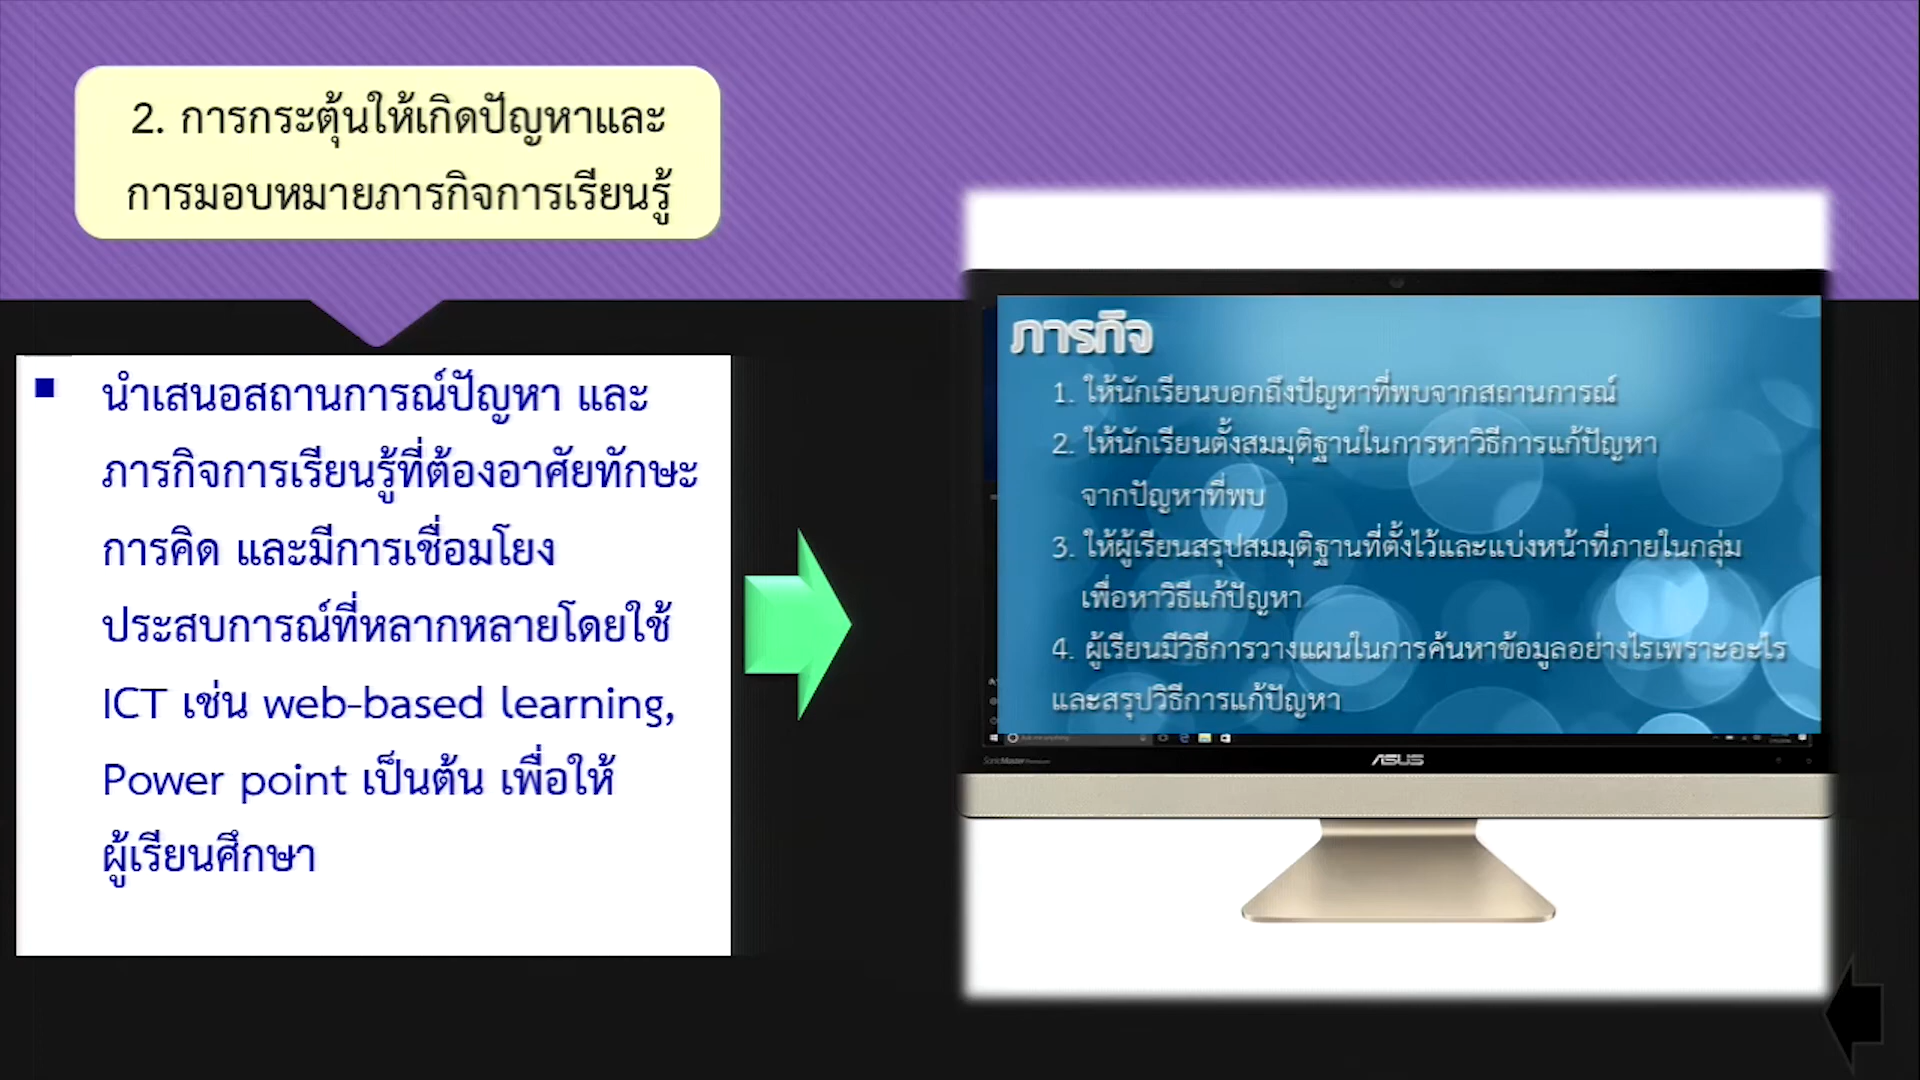 2. การกระตุ้นให้เกิดปัญหาและ
การมอบหมายภารกิจการเรียนรู้
นำเสนอสถานการณ์ปัญหา และ
ภารกิจการเรียนรู้ที่ต้องอาศัยทักษะ
การคิด และมีการเชื่อมโยง
ประสบการณ์ที่หลากหลายโดยใช้
ICT เช่น web-based learning,
Power point เป็นต้น เพื่อให้
ผู้เรียนศึกษา
ภารกิจ
1. ให้นักเรียนบอกถึงปัญหาที่พบจากสถานการณ์
2. ให้นักเรียนตั้งสมมุติฐานในการหาวิธีการแก้ปัญหา
จากปัญหาที่พบ
3. ให้ผู้เรียนสรุปสมมุติฐานที่ตั้งไว้และแบ่งหน้าที่ภายในกลุ่ม
เพื่อหาวิธีแก้ปัญหา
4. ผู้เรียนมีวิธีการวางแผนในการค้นหาข้อมูลอย่างไรเพราะอะไร
และสรุปวิธีการแก้ปัญหา
SonicMaster Premium
ASUS